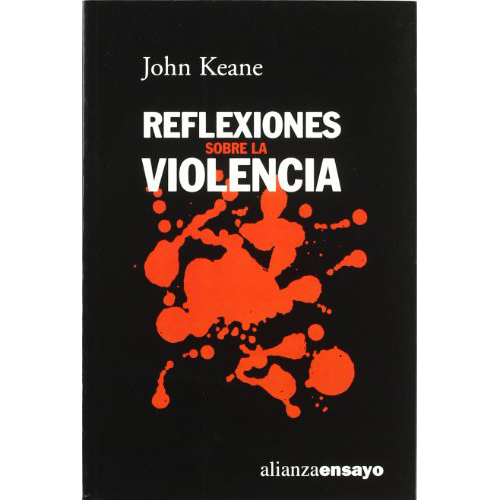 John Keane
REFLEXIONES
SOBRE LA
VIOLENCIA
alianzaensayo